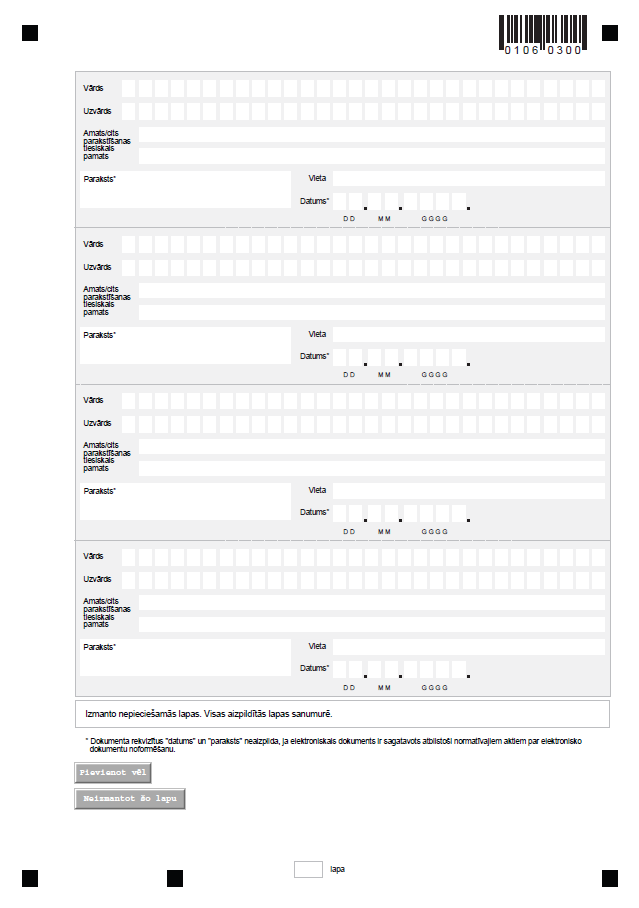 0106 0300
Vārds
Uzvārds
Amats/cits
parakstīšanas
tiesiskais
pamats
Paraksts*
Vieta
Datums*
DD MM GGGG
Vārds
Uzvārds
Amats/cits
parakstīšanas
tiesiskais
pamats
Paraksts*
Vieta
Datums*
DD MM GGGG
Vārds
Uzvārds
Amats/cits
parakstīšanas
tiesiskais
pamats
Paraksts*
Vieta
Datums*
DD MM GGGG
Vārds
Uzvārds
Amats/cits
parakstīšanas
tiesiskais
pamats
Paraksts*
Vieta
Datums*
DD MM GGGG
Izmanto nepieciešamās lapas. Visas aizpildītās lapas sanumurē.
* Dokumenta rekvizītus "datums" un "paraksts" neaizpilda, ja elektroniskais dokuments ir sagatavots atbilstoši normatīvajiem aktiem par elektronisko
dokumentu noformēšanu.
Pievienot vēl
Neizmantot šo lapu
lapa